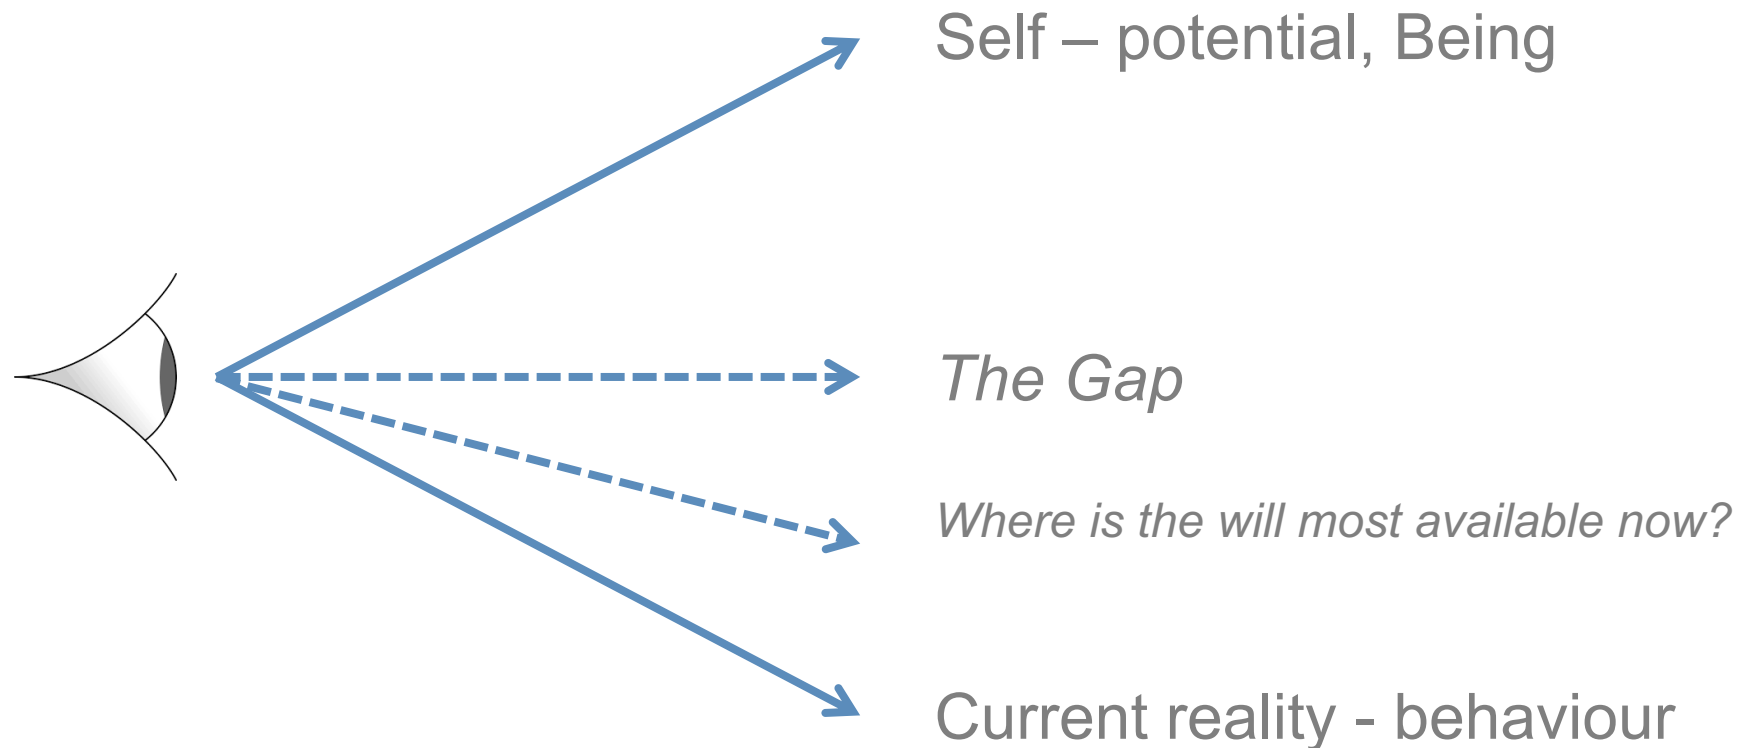 Self – potential, Being
The Gap
Where is the will most available now?
Current reality - behaviour